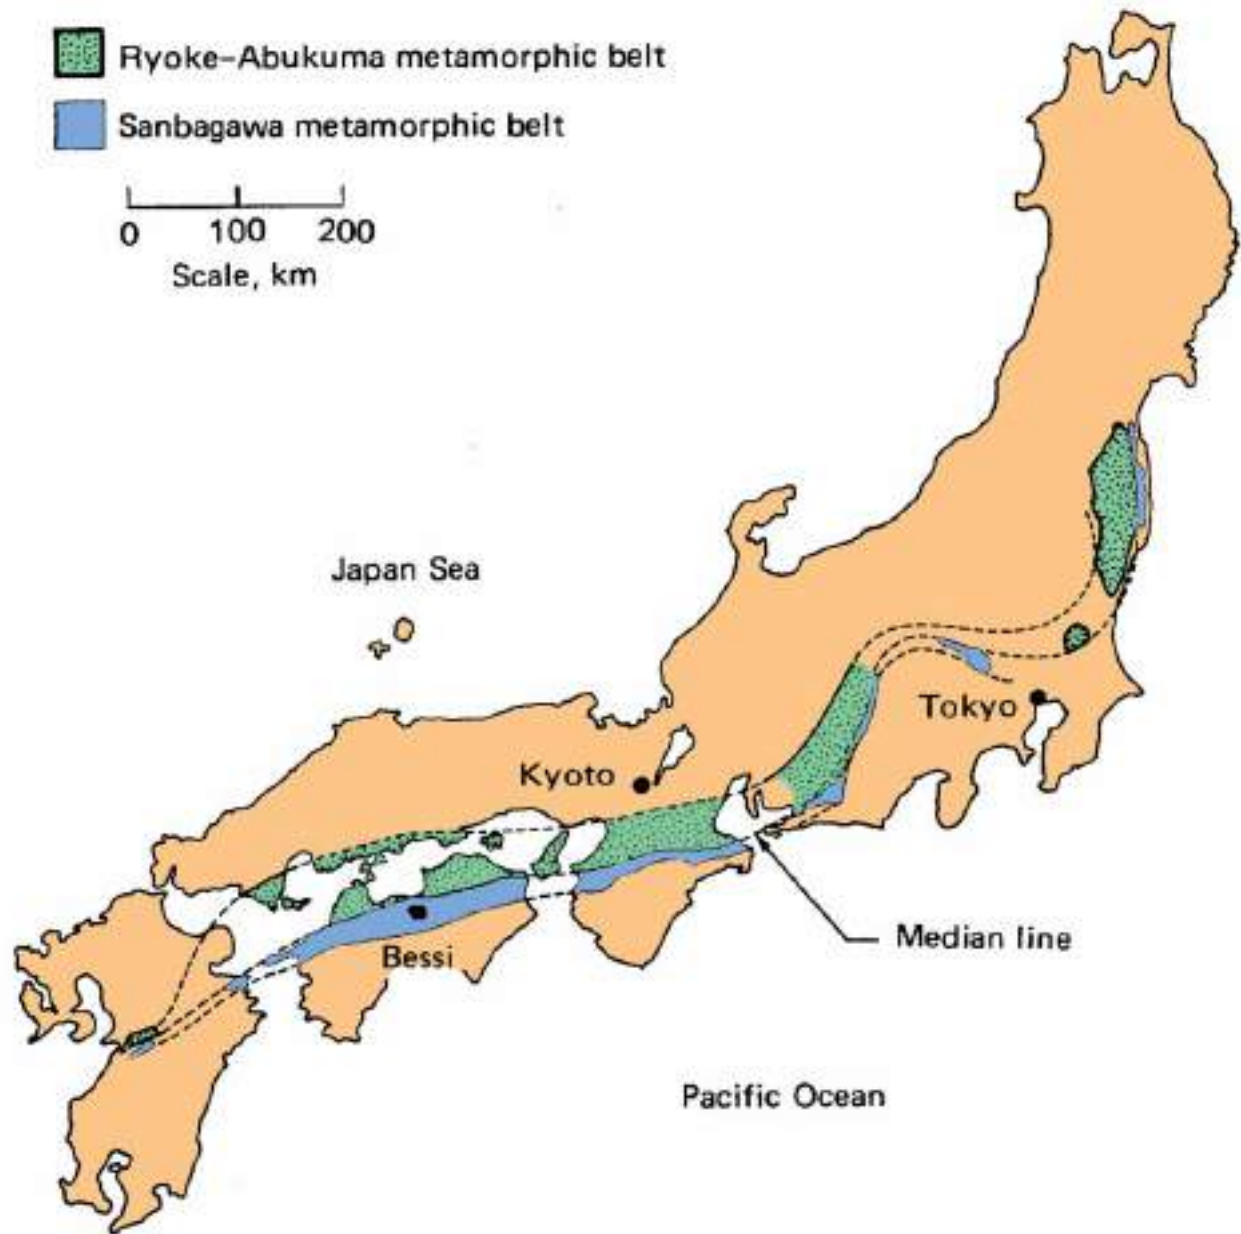 Ryoke-Abukuma metamorphic belt
Sanbagawa metamorphic belt
0 100 200
Scale, km
Japan Sea
Tokyo
Kyoto
Median line
Bessi
Pacific Ocean